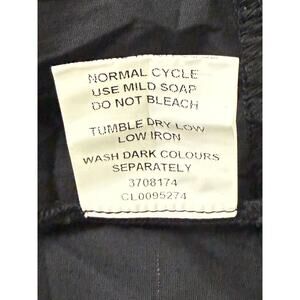 NORMAL CYCLE
USE MILD SOAP
DO NOT BLEACH
TUMBLE DRY LOW
LOW IRON
WASH DARK COLOURS
SEPARATELY
3708174
CL0095274